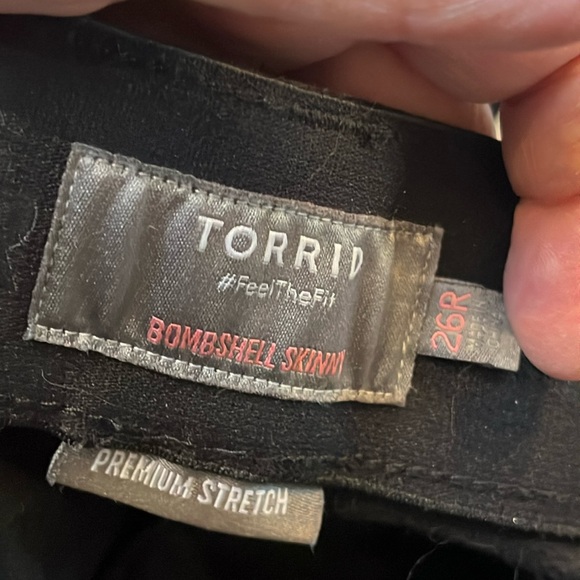 TORRID
#FeelTheFit
BOMBSHELL SKINNY
26R
PREMIUM STRETCH